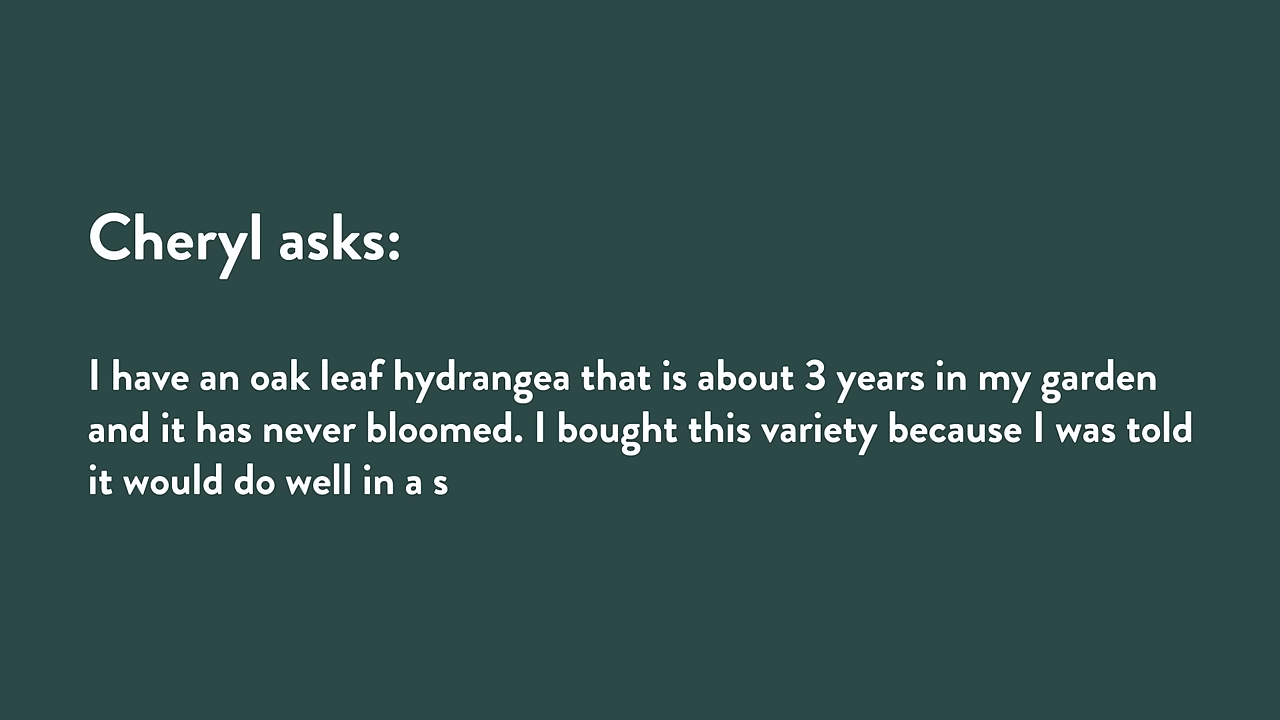 Cheryl asks:
I have an oak leaf hydrangea that is about 3 years in my garden
and it has never bloomed. I bought this variety because I was told
it would do well in a s